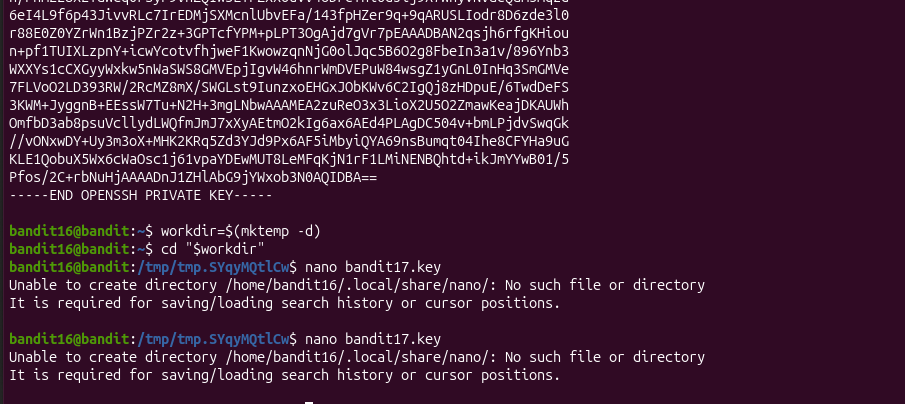 6eI4L9f6p43JivvRLc7IrEDMjSXMcnlUbvEFa/143fpHZer9q+9qARUSLIodr8D6zde3l0
r88E0Z0YZrWn1BzjPZr2z+3GPTcfYPM+pLPT3OgAjd7gVr7pEAAADBAN2qsjh6rfgKHiou
n+pf1TUIXLzpnY+icwYcotvfhjweF1KwowzqnNjG0olJqc5B6O2g8FbeIn3a1v/896Ynb3
WXXYs1cCXGyyWxkw5nWaSWS8GMVEpjIgvW46hnrWmDVEPuW84wsgZ1yGnL0InHq3SmGMVe
7FLVoO2LD393RW/2RcMZ8mX/SWGLst9IunzxoEHGxJObKWv6C2IgQj8zHDpuE/6TwdDeFS
3KWM+JyggnB+EEssW7Tu+N2H+3mgLNbwAAAMEA2zuReO3x3LioX2U5O2ZmawKeajDKAUWh
OmfbD3ab8psuVcllydLWQfmJmJ7xXyAEtmO2kIg6ax6AEd4PLAgDC504v+bmLPjdvSwqGk
//vONxwDY+Uy3m3oX+MHK2KRq5Zd3YJd9Px6AF5iMbyiQYA69nsBumqt04Ihe8CFYHa9uG
KLE1QobuX5Wx6cWaOsc1j61vpaYDEwMUT8LeMFqKjN1rF1LMiNENBQhtd+ikJmYYwB01/5
Pfos/2C+rbNuHjAAAADnJ1ZHlAbG9jYWxob3N0AQIDBA==
-----END OPENSSH PRIVATE KEY-----
bandit16@bandit:~$ workdir=$(mktemp -d)
bandit16@bandit:~$ cd "$workdir"
bandit16@bandit:/tmp/tmp.SYqyMQtlCw$ nano bandit17.key
Unable to create directory /home/bandit16/.local/share/nano/: No such file or directory
It is required for saving/loading search history or cursor positions.
bandit16@bandit:/tmp/tmp.SYqyMQtlCw$ nano bandit17.key
Unable to create directory /home/bandit16/.local/share/nano/: No such file or directory
It is required for saving/loading search history or cursor positions.